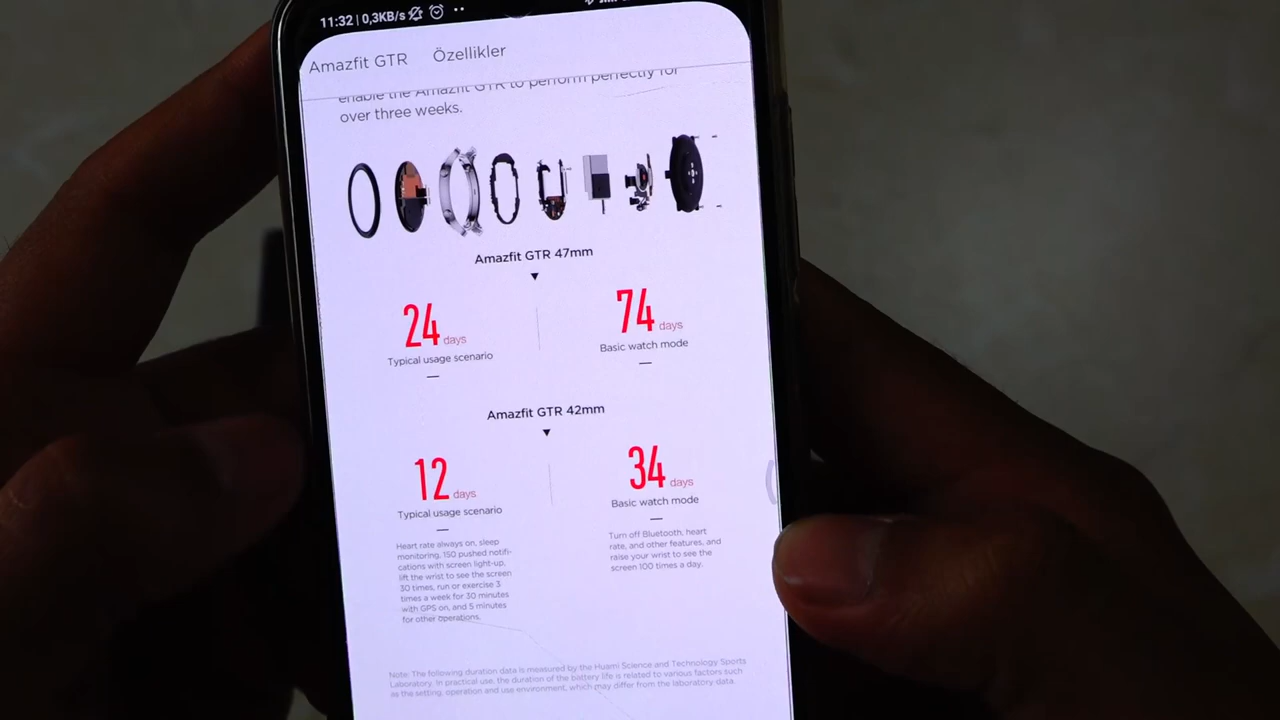 11:32 | 0,3KB/s
Amazfit GTR Özellikler
enable the Amazfit GTR to perform perfectly for
over three weeks.
Amazfit GTR 47mm
24 days
Typical usage scenario
74 days
Basic watch mode
Amazfit GTR 42mm
12 days
Typical usage scenario
34 days
Basic watch mode
Heart rate always on, sleep
monitoring, 150 pushed notifi-
cations with screen light-up,
lift the wrist to see the screen
30 times, run or exercise 3
times a week for 30 minutes
with GPS on, and 5 minutes
for other operations.
Turn off Bluetooth, heart
rate, and other features, and
raise your wrist to see the
screen 100 times a day.
Note: The following duration data is measured by the Huami Science and Technology Sports
Laboratory. In practical use, the duration of the battery life is related to various factors such
as the setting, operation and use environment, which may differ from the laboratory data.